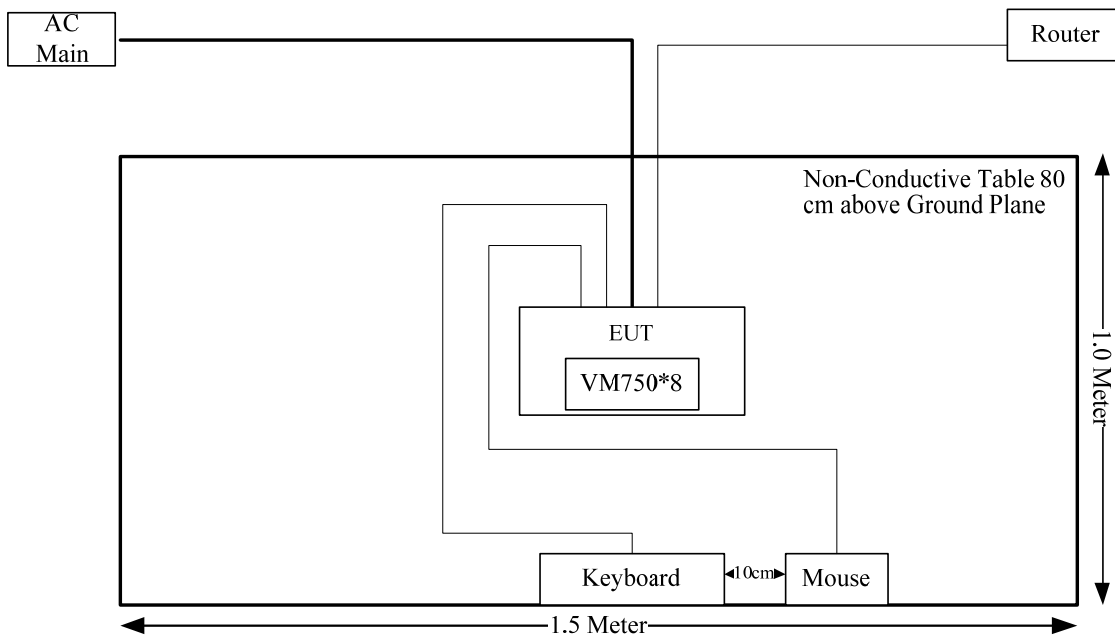 AC
Main
Router
Non-Conductive Table 80
cm above Ground Plane
EUT
VM750*8
1.0 Meter
Keyboard
10cm
Mouse
1.5 Meter